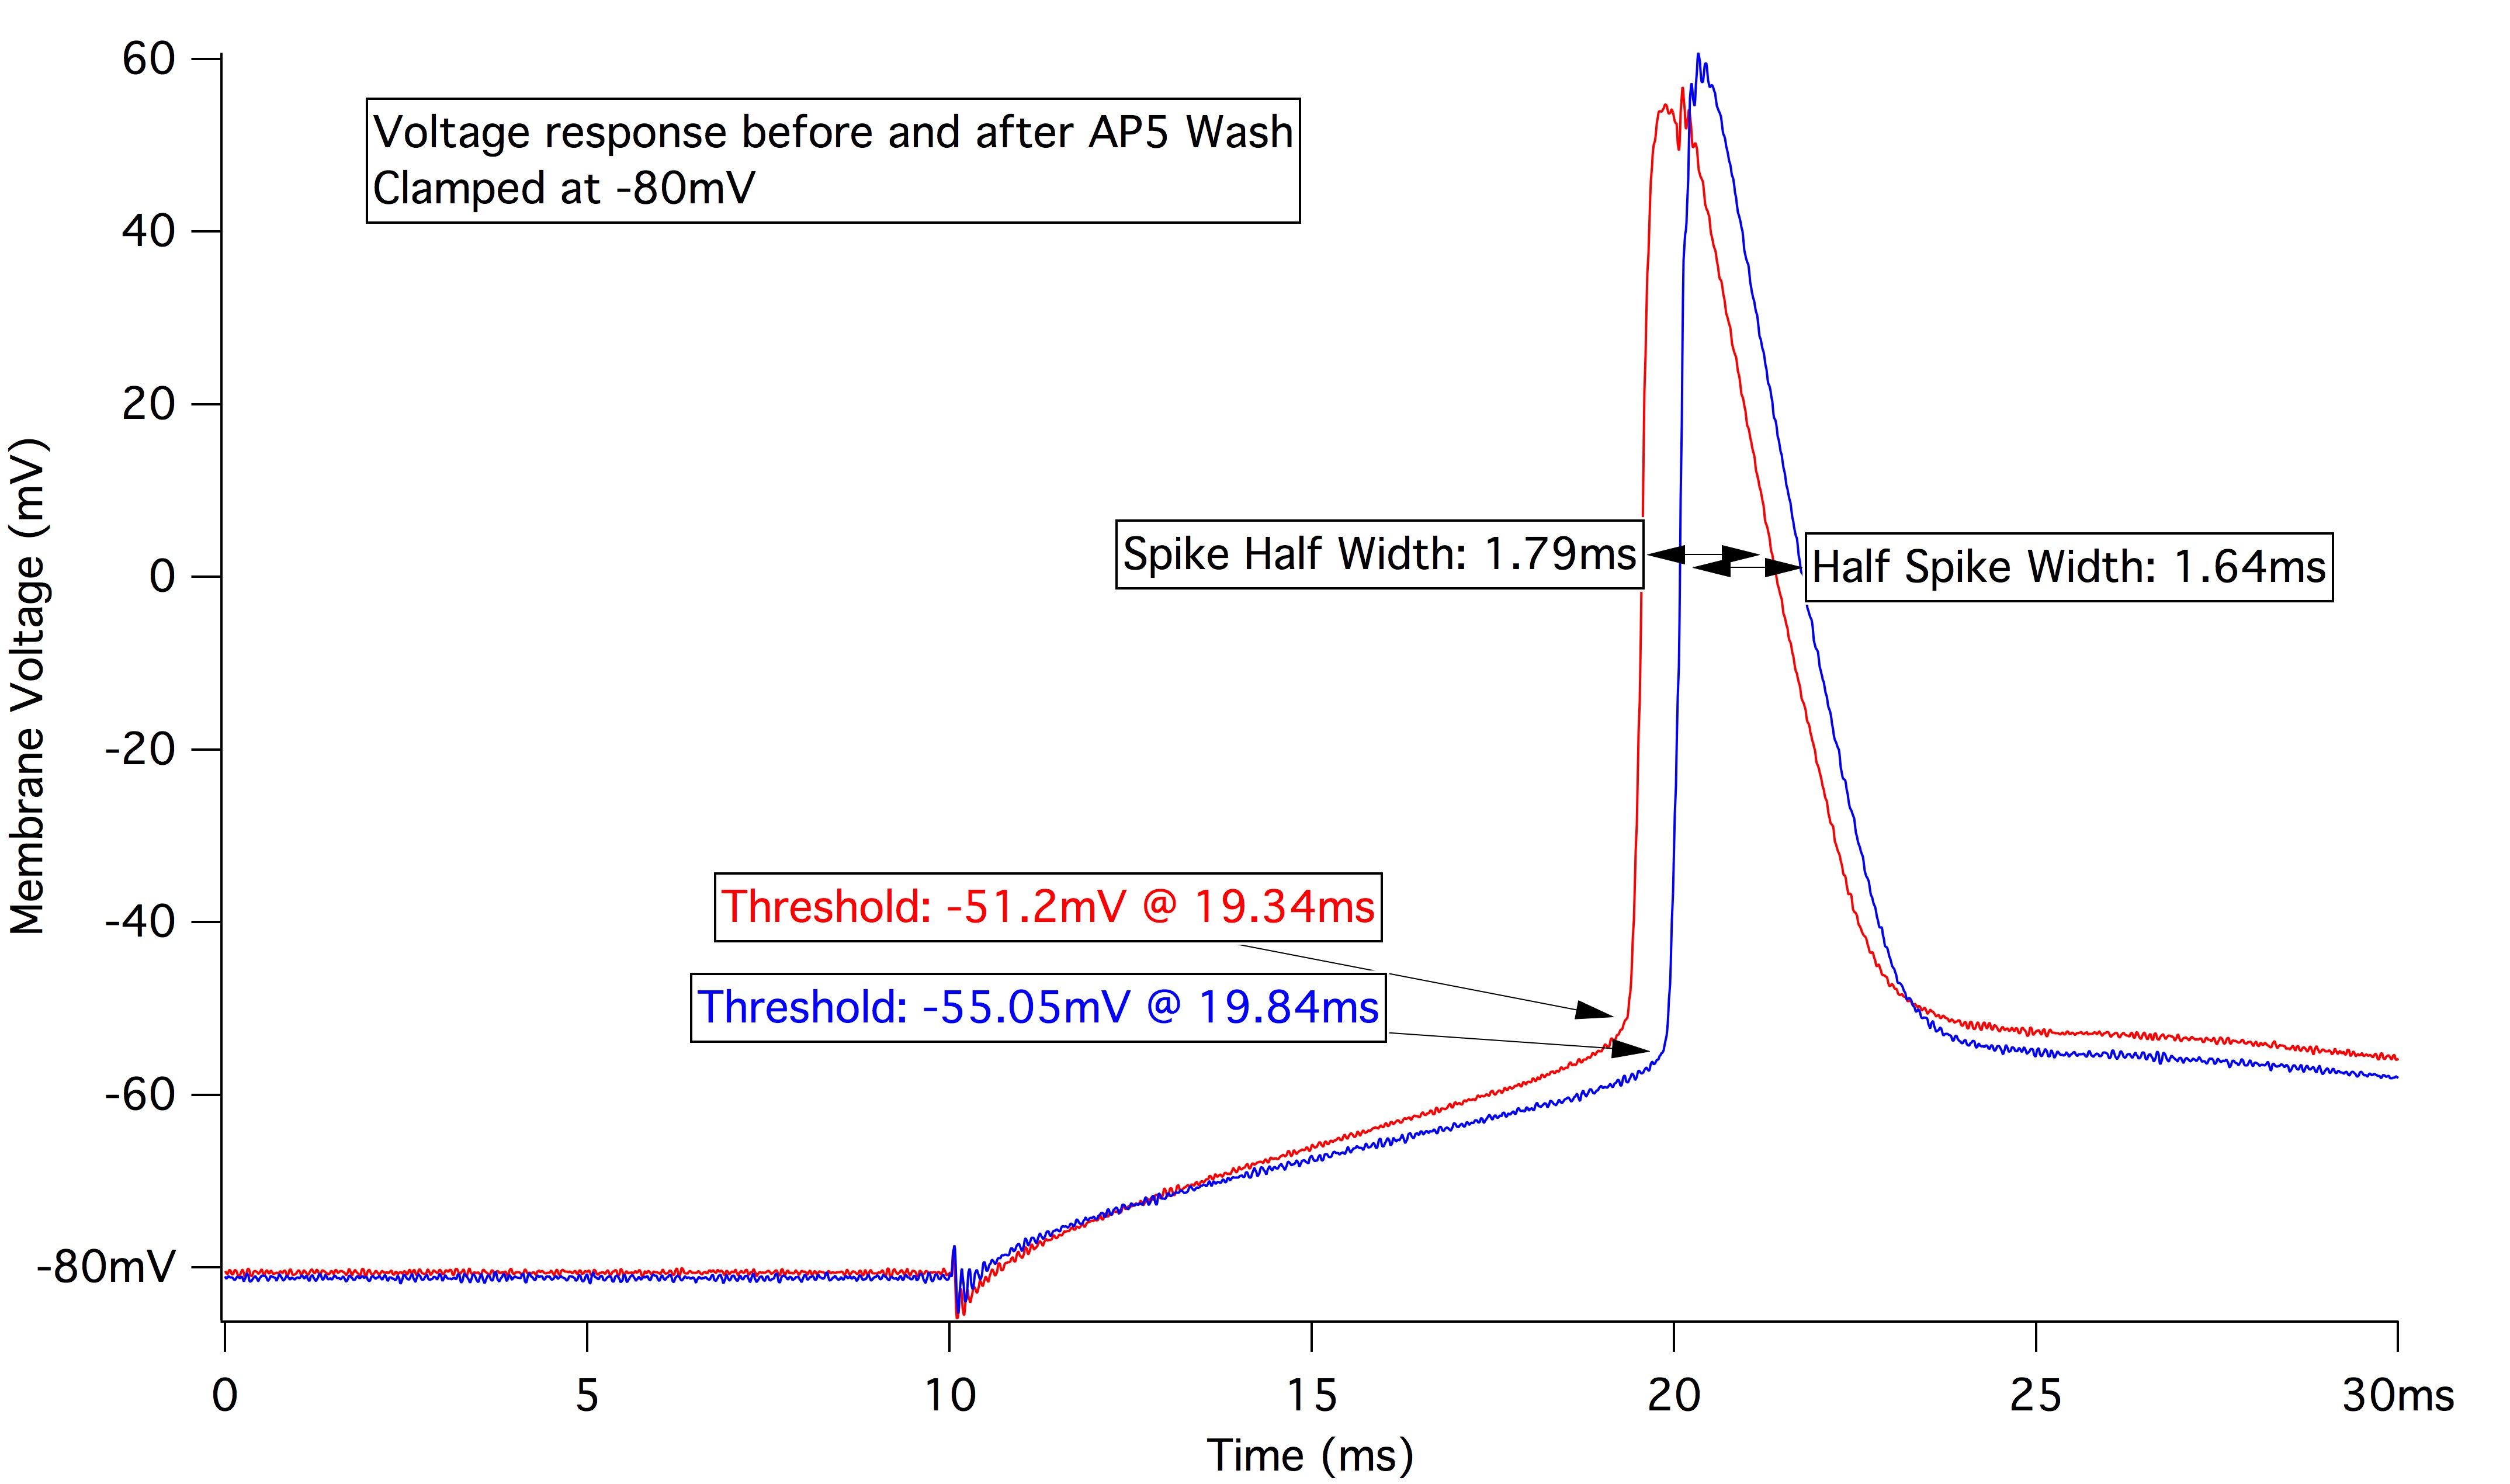 60
Voltage response before and after AP5 Wash
Clamped at -80mV
40
20
Membrane Voltage (mV)
Spike Half Width: 1.79ms
Half Spike Width: 1.64ms
0
-20
Threshold: -51.2mV @ 19.34ms
-40
Threshold: -55.05mV @ 19.84ms
-60
-80mV
0 5 10 15 20 25 30ms
Time (ms)